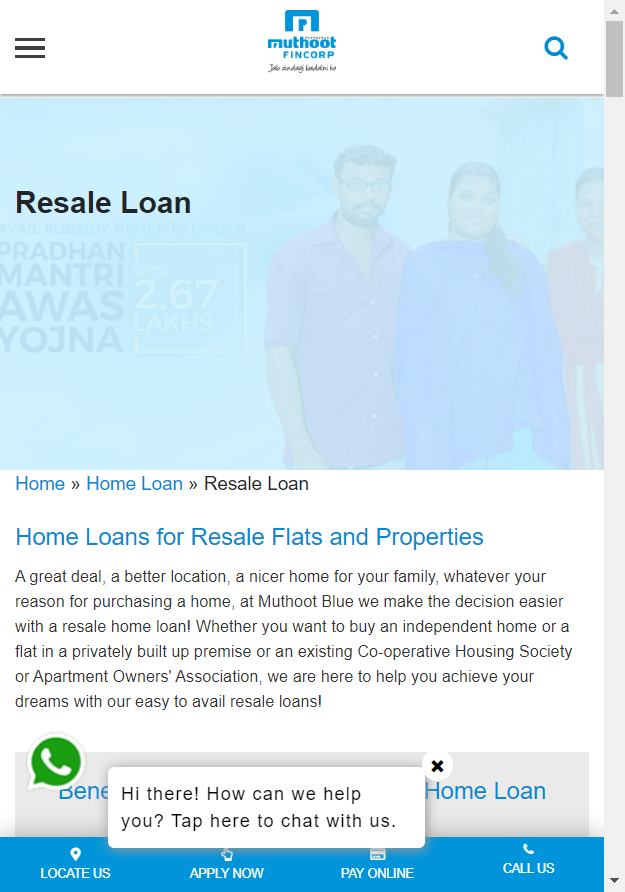 muthoot
FINCORP
Jab zindagi badalni ho
Resale Loan
AVAIL SUBSIDY BENEFITS UNDER
PRADHAN
MANTRI
AWAS
YOJNA
UPTO
2.67*
LAKHS
Home » Home Loan » Resale Loan
Home Loans for Resale Flats and Properties
A great deal, a better location, a nicer home for your family, whatever your
reason for purchasing a home, at Muthoot Blue we make the decision easier
with a resale home loan! Whether you want to buy an independent home or a
flat in a privately built up premise or an existing Co-operative Housing Society
or Apartment Owners' Association, we are here to help you achieve your
dreams with our easy to avail resale loans!
Home Loan
Hi there! How can we help
you? Tap here to chat with us.
LOCATE US
APPLY NOW
PAY ONLINE
CALL US